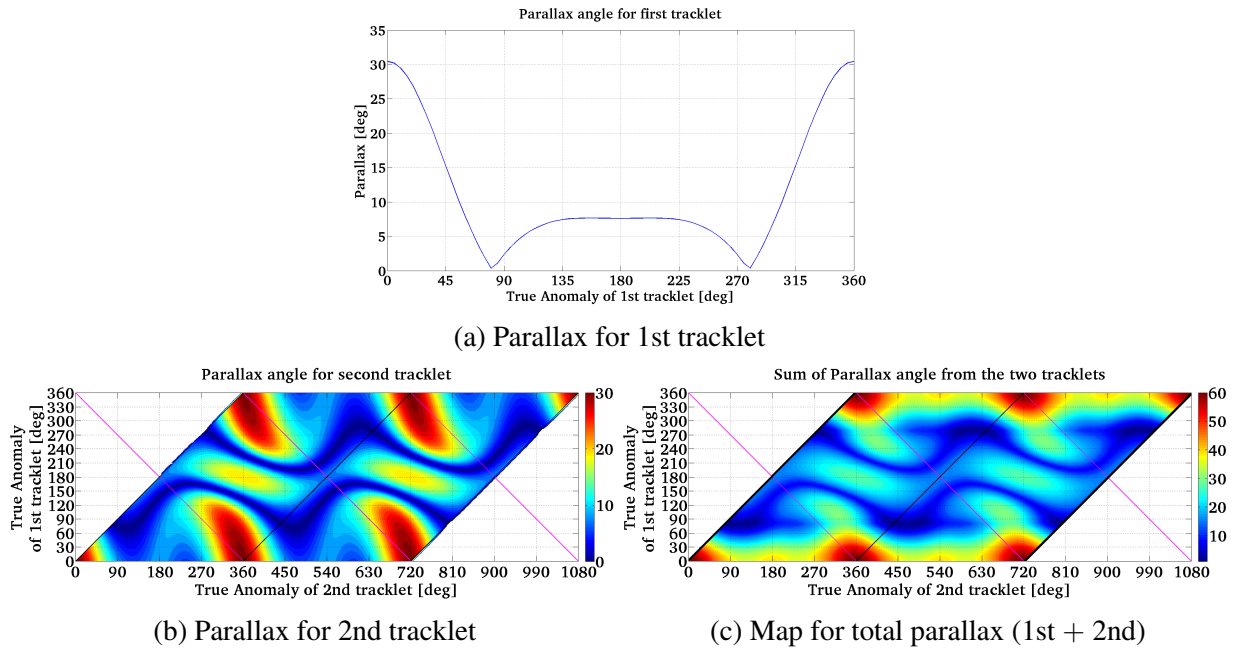 Parallax angle for first tracklet
35
30
25
20
15
10
5
0
Parallax [deg]
0 45 90 135 180 225 270 315 360
True Anomaly of 1st tracklet [deg]
(a) Parallax for 1st tracklet
Parallax angle for second tracklet
360
330
300
270
240
210
180
150
120
90
60
30
0
True Anomaly
of 1st tracklet [deg]
0 90 180 270 360 450 540 630 720 810 900 990 1080
True Anomaly of 2nd tracklet [deg]
30
20
10
0
(b) Parallax for 2nd tracklet
Sum of Parallax angle from the two tracklets
360
330
300
270
240
210
180
150
120
90
60
30
0
True Anomaly
of 1st tracklet [deg]
0 90 180 270 360 450 540 630 720 810 900 990 1080
True Anomaly of 2nd tracklet [deg]
60
50
40
30
20
10
(c) Map for total parallax (1st + 2nd)